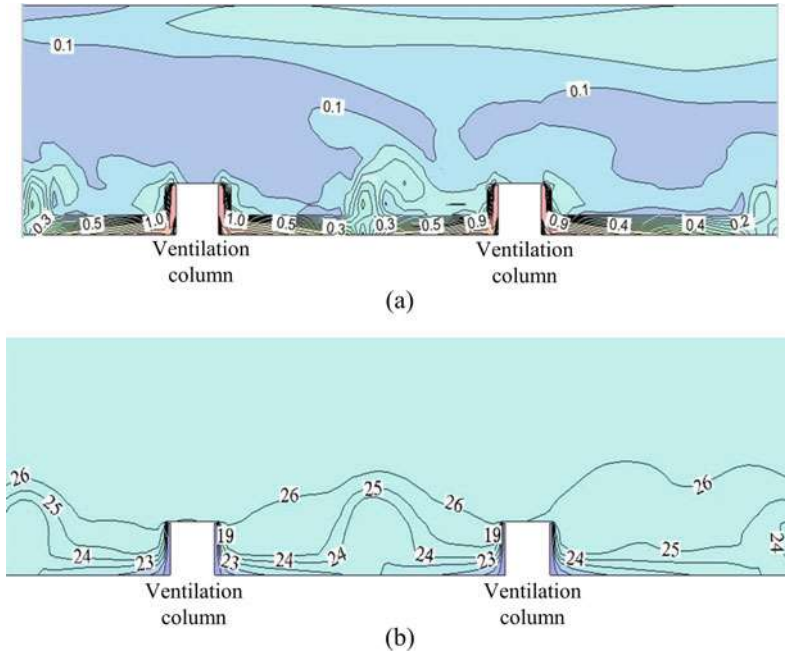 0.1
0.1
0.1
0.3 0.5 1.0 1.0 0.5 0.3 0.3 0.5 0.9 0.9 0.4 0.4 0.2
Ventilation
column
Ventilation
column
(a)
26 25 24 23 19 23 24 26 24 25 26 24 19 23 24 25 26 24
Ventilation
column
Ventilation
column
(b)